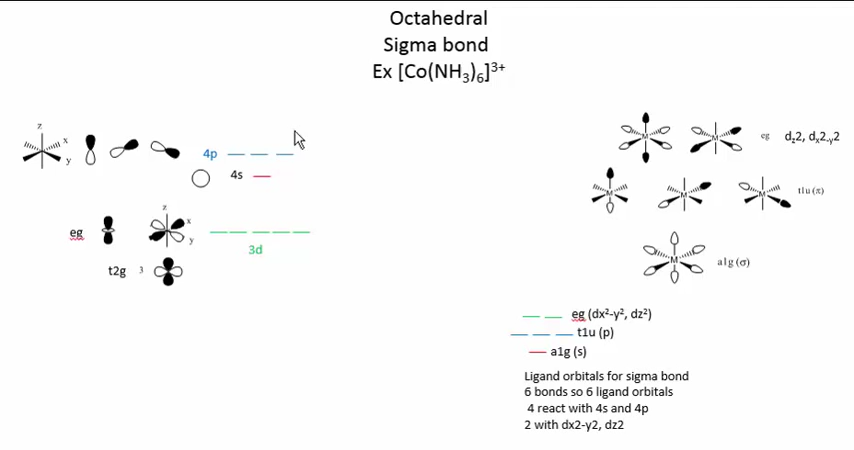 Octahedral
Sigma bond
Ex [Co(NH₃)₆]³⁺
z
x
y
4p
4s
eg
z
x
y
3d
t2g 3
M
M
eg dz2, dx2-y2
M
M
M
t1u (π)
M
a1g (σ)
eg (dx²-y², dz²)
t1u (p)
a1g (s)
Ligand orbitals for sigma bond
6 bonds so 6 ligand orbitals
4 react with 4s and 4p
2 with dx2-y2, dz2